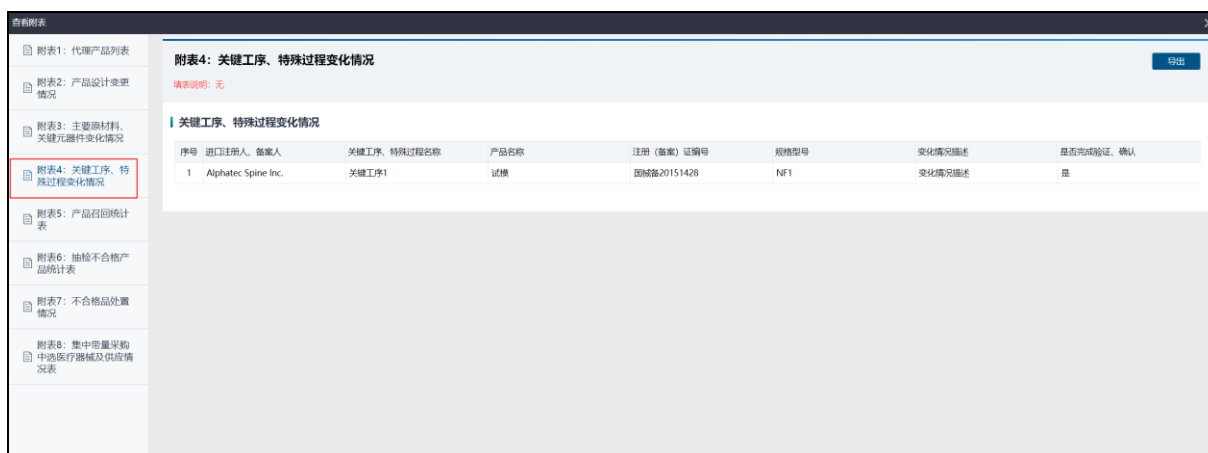 查看附表
附表1：代理产品列表
附表2：产品设计变更
情况
附表3：主要原材料、
关键元器件变化情况
附表4：关键工序、特
殊过程变化情况
附表5：产品召回统计
表
附表6：抽检不合格产
品统计表
附表7：不合格品处置
情况
附表8：集中带量采购
中选医疗器械及供应情
况表
附表4：关键工序、特殊过程变化情况
导出
填表说明：无
关键工序、特殊过程变化情况
序号 进口注册人、备案人 关键工序、特殊过程名称 产品名称 注册（备案）证编号 规格型号 变化情况描述 是否完成验证、确认
1 Alphatec Spine Inc. 关键工序1 试模 国械备20151428 NF1 变化情况描述 是